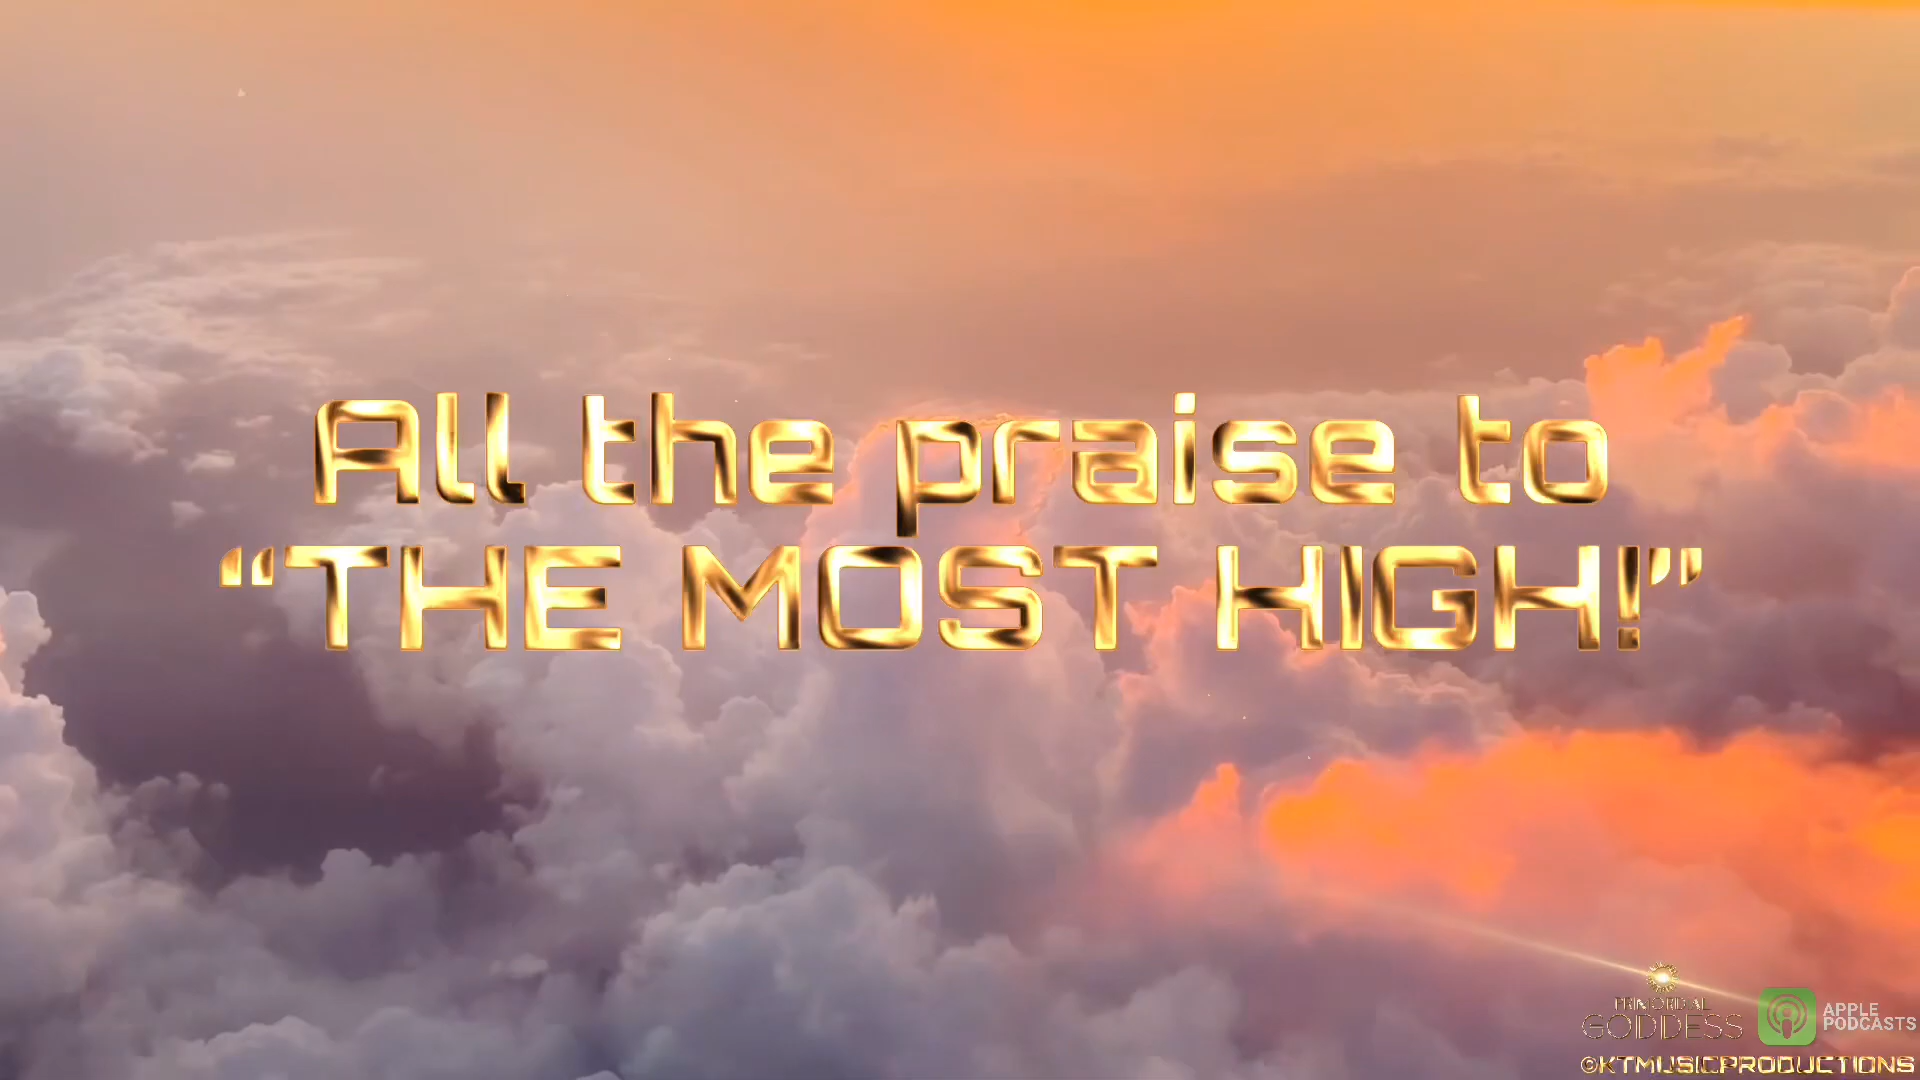 All the praise to
“THE MOST HIGH!”
PRIMORDIAL
GODDESS
APPLE
PODCASTS
©KTMUSICPRODUCTIONS